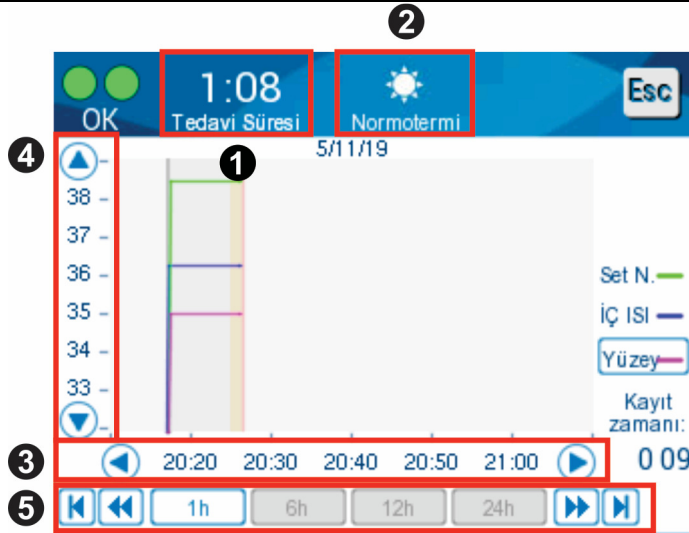 2
OK
1:08
Tedavi Süresi
Normotermi
Esc
4
1
5/11/19
38
37
36
35
34
33
Set N.
İÇ ISI
Yüzey
Kayıt
zamanı:
0 09
3
20:20 20:30 20:40 20:50 21:00
5
1h 6h 12h 24h